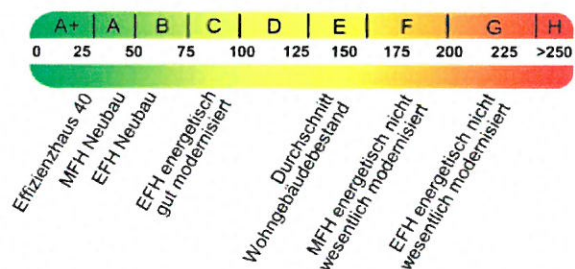 A+ A B C D E F G H
0 25 50 75 100 125 150 175 200 225 >250
Effizienzhaus 40
MFH Neubau
EFH Neubau
EFH energetisch
gut modernisiert
Durchschnitt
Wohngebäudebestand
MFH energetisch nicht
wesentlich modernisiert
EFH energetisch nicht
wesentlich modernisiert